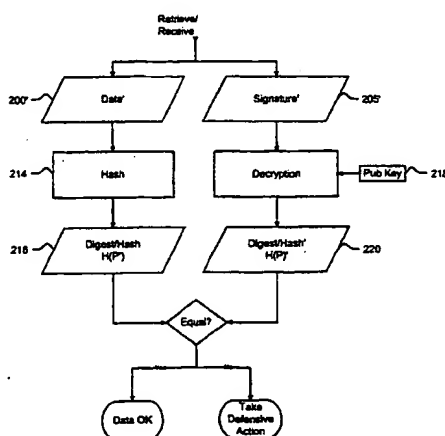 Retrieve/
Receive
200'
Data'
Signature'
205'
214
Hash
Decryption
Pub Key
218
216
Digest/Hash
H(P')
Digest/Hash'
H(P)'
220
Equal?
Data OK
Take
Defensive
Action